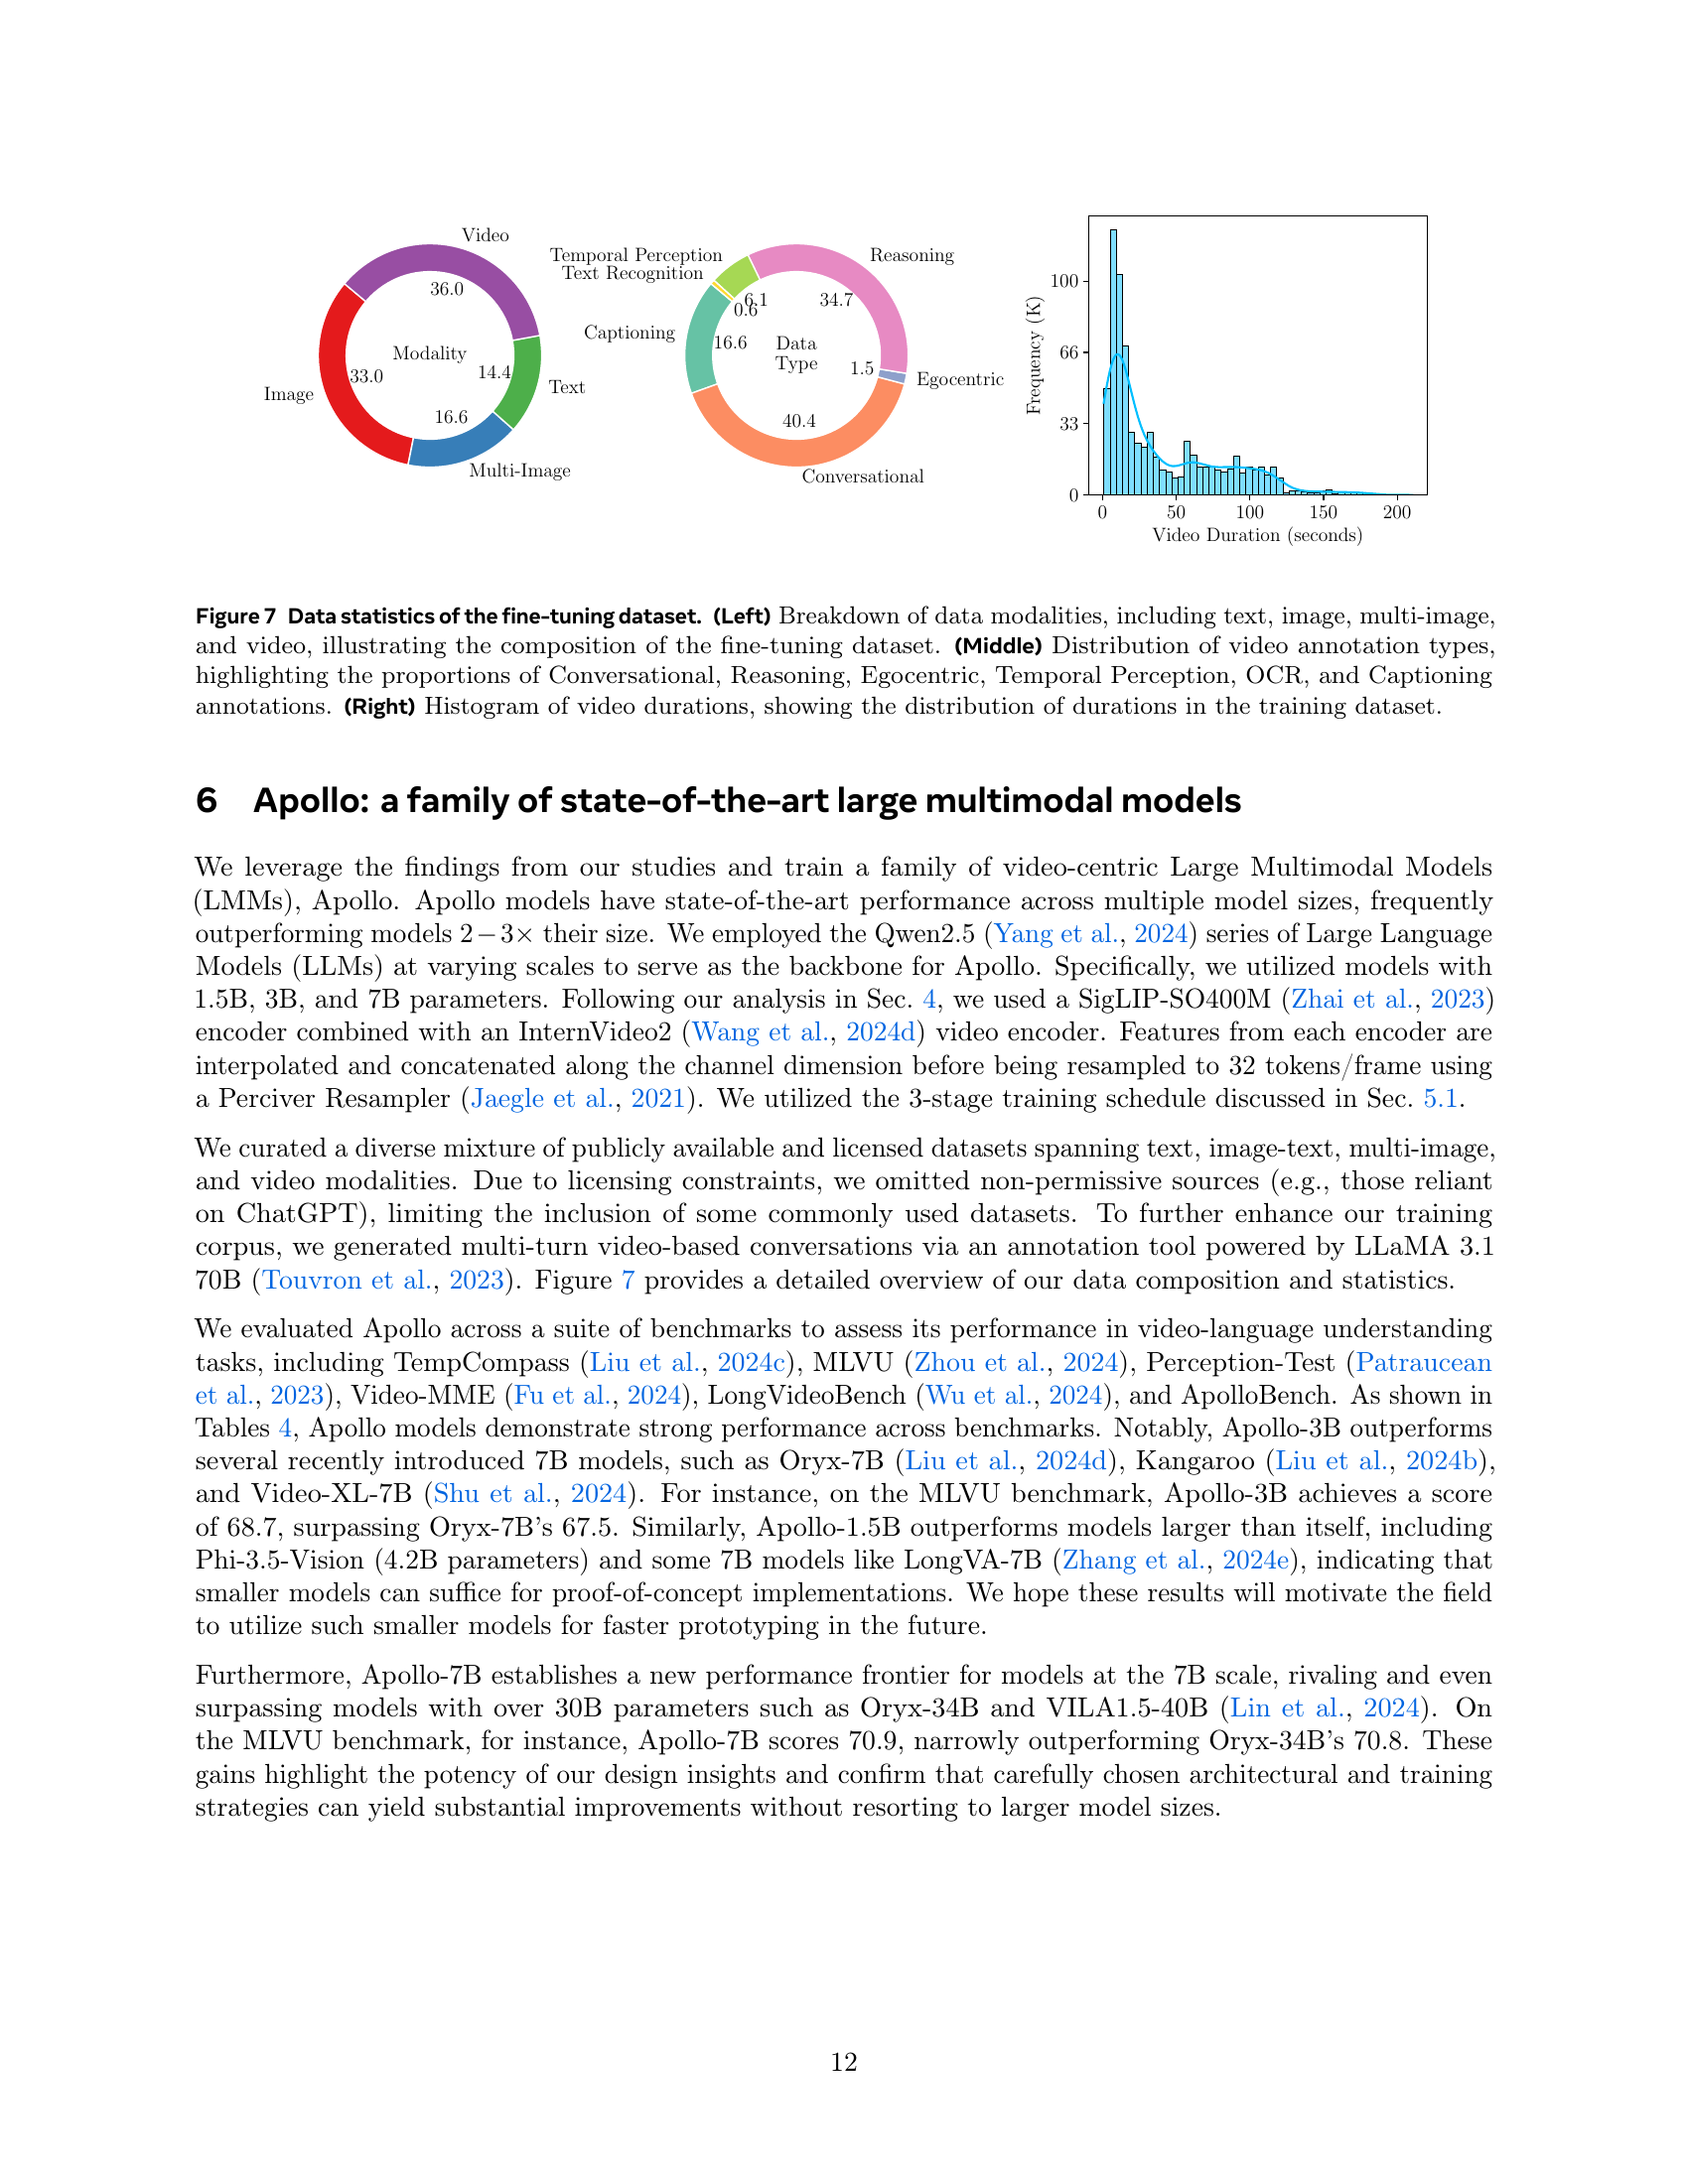 Video
36.0
Modality
33.0
14.4
Image
Text
16.6
Multi-Image
Temporal Perception
Text Recognition
Reasoning
6.1
0.6
34.7
Captioning
16.6
Data
Type
1.5
Egocentric
40.4
Conversational
Frequency (K)
100
66
33
0
0 50 100 150 200
Video Duration (seconds)
Figure 7 Data statistics of the fine-tuning dataset. (Left) Breakdown of data modalities, including text, image, multi-image,
and video, illustrating the composition of the fine-tuning dataset. (Middle) Distribution of video annotation types,
highlighting the proportions of Conversational, Reasoning, Egocentric, Temporal Perception, OCR, and Captioning
annotations. (Right) Histogram of video durations, showing the distribution of durations in the training dataset.
6 Apollo: a family of state-of-the-art large multimodal models
We leverage the findings from our studies and train a family of video-centric Large Multimodal Models
(LMMs), Apollo. Apollo models have state-of-the-art performance across multiple model sizes, frequently
outperforming models 2 – 3× their size. We employed the Qwen2.5 (Yang et al., 2024) series of Large Language
Models (LLMs) at varying scales to serve as the backbone for Apollo. Specifically, we utilized models with
1.5B, 3B, and 7B parameters. Following our analysis in Sec. 4, we used a SigLIP-SO400M (Zhai et al., 2023)
encoder combined with an InternVideo2 (Wang et al., 2024d) video encoder. Features from each encoder are
interpolated and concatenated along the channel dimension before being resampled to 32 tokens/frame using
a Perciver Resampler (Jaegle et al., 2021). We utilized the 3-stage training schedule discussed in Sec. 5.1.
We curated a diverse mixture of publicly available and licensed datasets spanning text, image-text, multi-image,
and video modalities. Due to licensing constraints, we omitted non-permissive sources (e.g., those reliant
on ChatGPT), limiting the inclusion of some commonly used datasets. To further enhance our training
corpus, we generated multi-turn video-based conversations via an annotation tool powered by LLaMA 3.1
70B (Touvron et al., 2023). Figure 7 provides a detailed overview of our data composition and statistics.
We evaluated Apollo across a suite of benchmarks to assess its performance in video-language understanding
tasks, including TempCompass (Liu et al., 2024c), MLVU (Zhou et al., 2024), Perception-Test (Patraucean
et al., 2023), Video-MME (Fu et al., 2024), LongVideoBench (Wu et al., 2024), and ApolloBench. As shown in
Tables 4, Apollo models demonstrate strong performance across benchmarks. Notably, Apollo-3B outperforms
several recently introduced 7B models, such as Oryx-7B (Liu et al., 2024d), Kangaroo (Liu et al., 2024b),
and Video-XL-7B (Shu et al., 2024). For instance, on the MLVU benchmark, Apollo-3B achieves a score
of 68.7, surpassing Oryx-7B's 67.5. Similarly, Apollo-1.5B outperforms models larger than itself, including
Phi-3.5-Vision (4.2B parameters) and some 7B models like LongVA-7B (Zhang et al., 2024e), indicating that
smaller models can suffice for proof-of-concept implementations. We hope these results will motivate the field
to utilize such smaller models for faster prototyping in the future.
Furthermore, Apollo-7B establishes a new performance frontier for models at the 7B scale, rivaling and even
surpassing models with over 30B parameters such as Oryx-34B and VILA1.5-40B (Lin et al., 2024). On
the MLVU benchmark, for instance, Apollo-7B scores 70.9, narrowly outperforming Oryx-34B's 70.8. These
gains highlight the potency of our design insights and confirm that carefully chosen architectural and training
strategies can yield substantial improvements without resorting to larger model sizes.
12